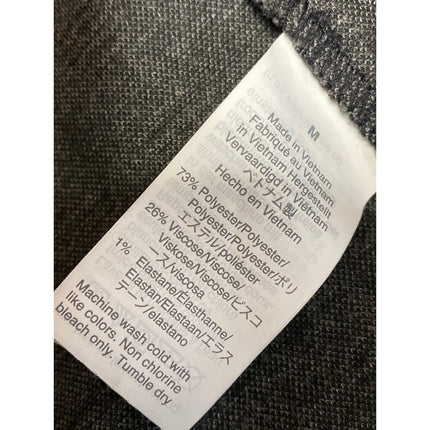 M
Made in Vietnam
Fabriqué au Vietnam
in Vietnam Hergestellt
Vervaardigd in Viëtnam
ベトナム製
Hecho en Vietnam
73% Polyester/Polyester/
Polyester/Polyester/ポリ
エステル/poliéster
26% Viscose/Viscose/
Viskose/Viscose/ビスコ
ース/viscosa
1% Elastane/Elasthanne/
Elastan/Elastaan/エラス
テーン/elastano
Machine wash cold with
like colors. Non chlorine
bleach only. Tumble dry